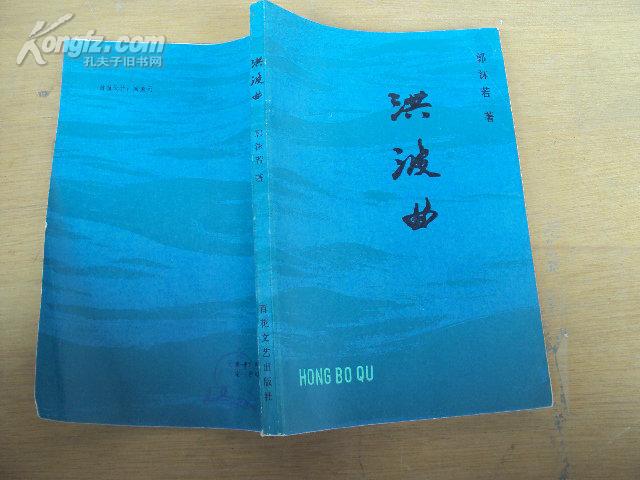 Kongfz.com
孔夫子旧书网
洪波曲
郭沫若 著
百花文艺出版社
郭沫若 著
洪波曲
HONG BO QU